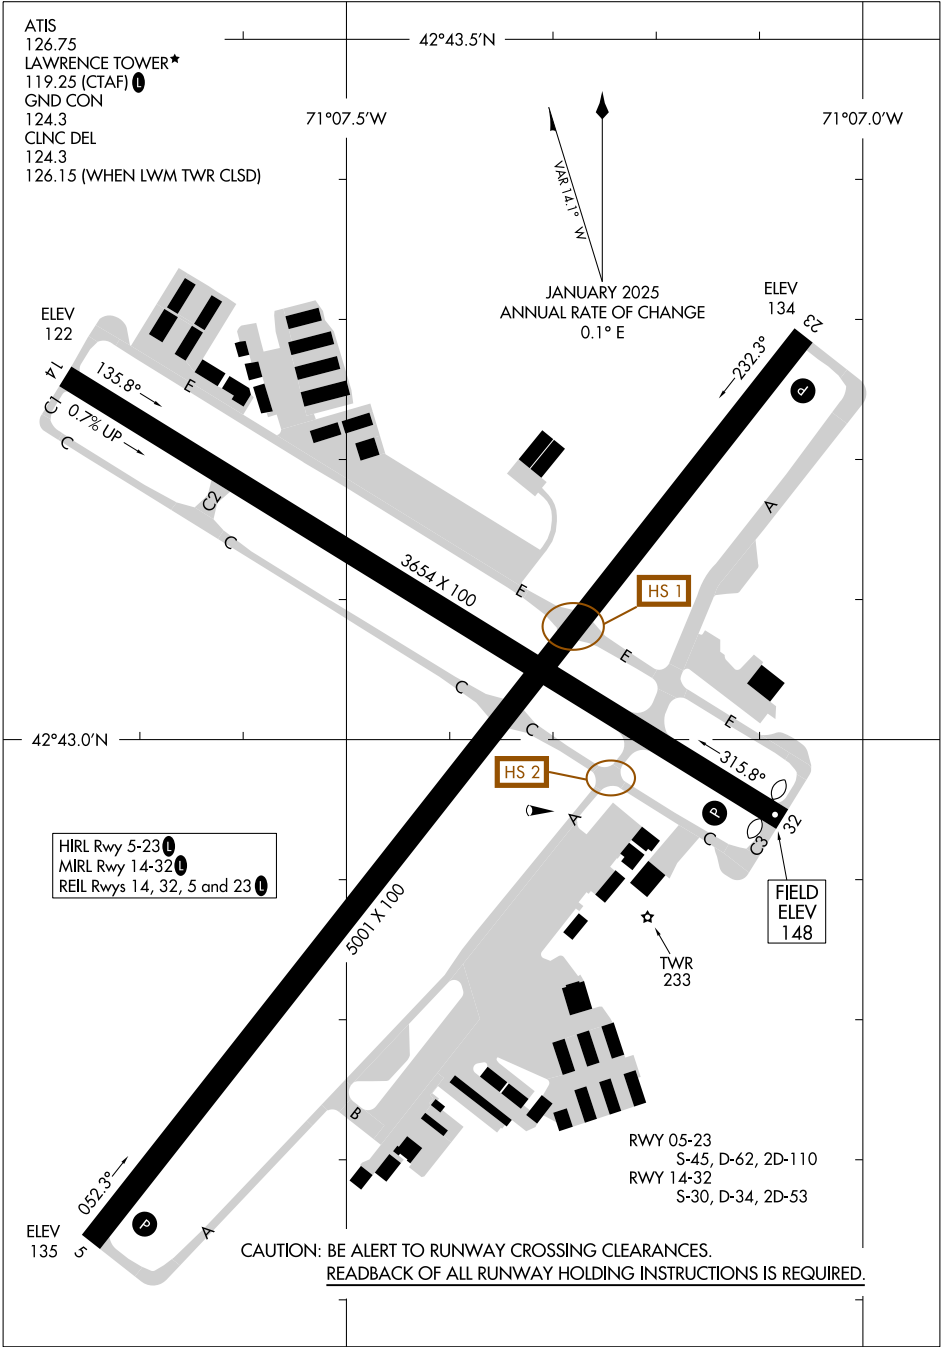 ATIS
126.75
LAWRENCE TOWER★
119.25 (CTAF) L
GND CON
124.3
CLNC DEL
124.3
126.15 (WHEN LWM TWR CLSD)
42°43.5'N
71°07.5'W
71°07.0'W
VAR 14.1° W
JANUARY 2025
ANNUAL RATE OF CHANGE
0.1° E
ELEV
122
ELEV
134
23
232.3°
P
14
135.8°
0.7% UP
E
C1
C
C2
C
A
3654 X 100
E
HS 1
E
C
C
E
42°43.0'N
HS 2
315.8°
A
P
C
C3
32
HIRL Rwy 5-23 L
MIRL Rwy 14-32 L
REIL Rwys 14, 32, 5 and 23 L
5001 X 100
FIELD
ELEV
148
TWR
233
B
RWY 05-23
S-45, D-62, 2D-110
RWY 14-32
S-30, D-34, 2D-53
052.3°
P
A
ELEV
135
5
CAUTION: BE ALERT TO RUNWAY CROSSING CLEARANCES.
READBACK OF ALL RUNWAY HOLDING INSTRUCTIONS IS REQUIRED.